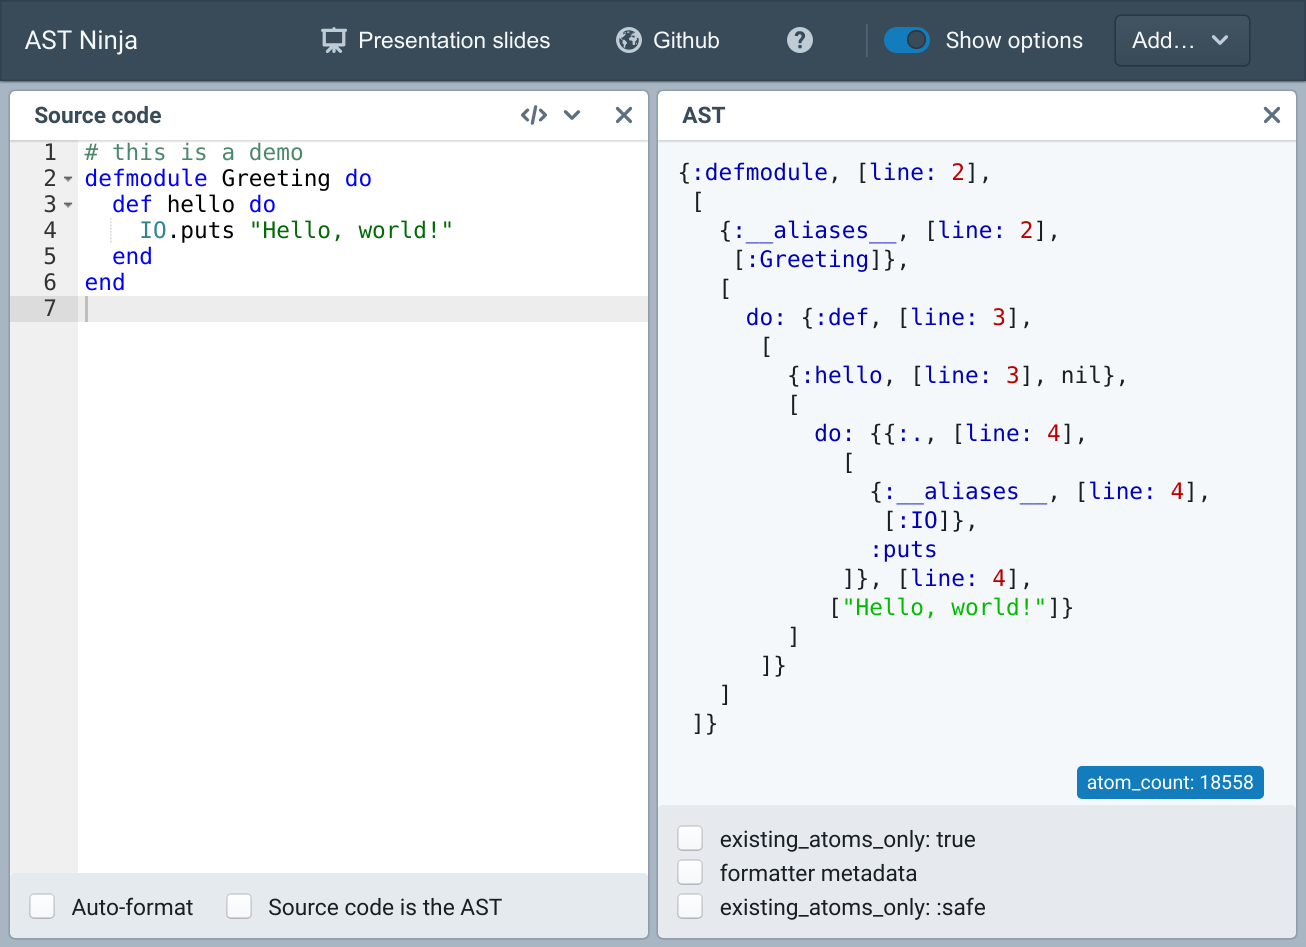 AST Ninja
Presentation slides
Github
?
Show options
Add...
Source code
1 # this is a demo
2 defmodule Greeting do
3   def hello do
4     IO.puts "Hello, world!"
5   end
6 end
7
Auto-format
Source code is the AST
AST
{:defmodule, [line: 2],
 [
   {:__aliases__, [line: 2],
    [:Greeting]},
   [
     do: {:def, [line: 3],
      [
        {:hello, [line: 3], nil},
        [
          do: {{:., [line: 4],
            [
              {:__aliases__, [line: 4],
               [:IO]},
              :puts
            ]}, [line: 4],
           ["Hello, world!"]}
        ]
      ]}
   ]
 ]}
atom_count: 18558
existing_atoms_only: true
formatter metadata
existing_atoms_only: :safe